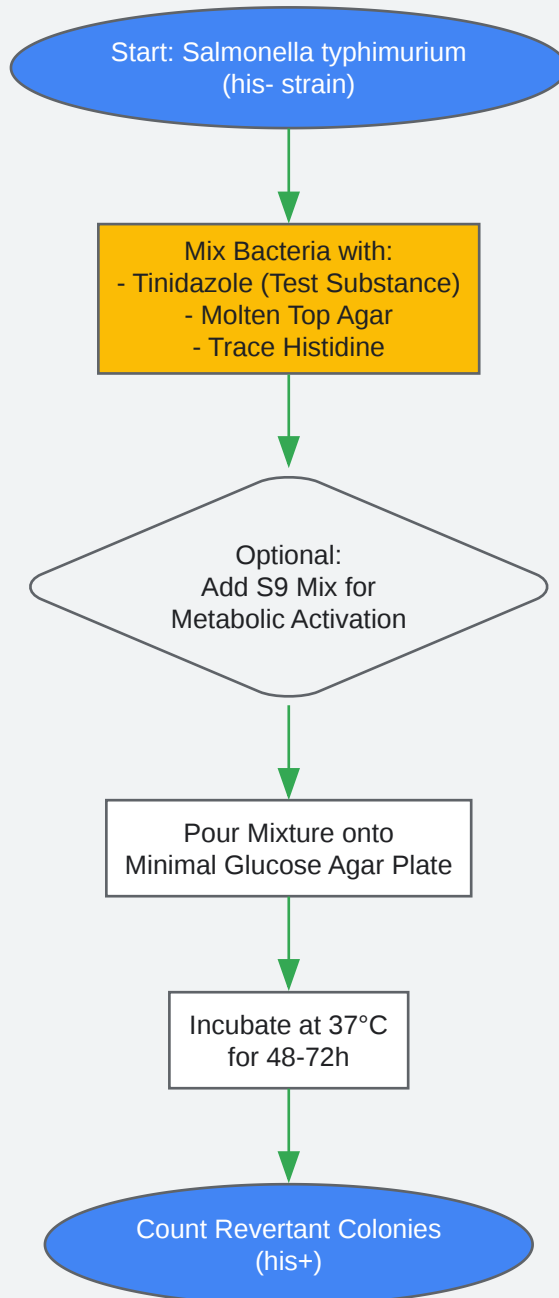 Start: Salmonella typhimurium
(his- strain)
Mix Bacteria with:
- Tinidazole (Test Substance)
- Molten Top Agar
- Trace Histidine
Optional:
Add S9 Mix for
Metabolic Activation
Pour Mixture onto
Minimal Glucose Agar Plate
Incubate at 37°C
for 48-72h
Count Revertant Colonies
(his+)